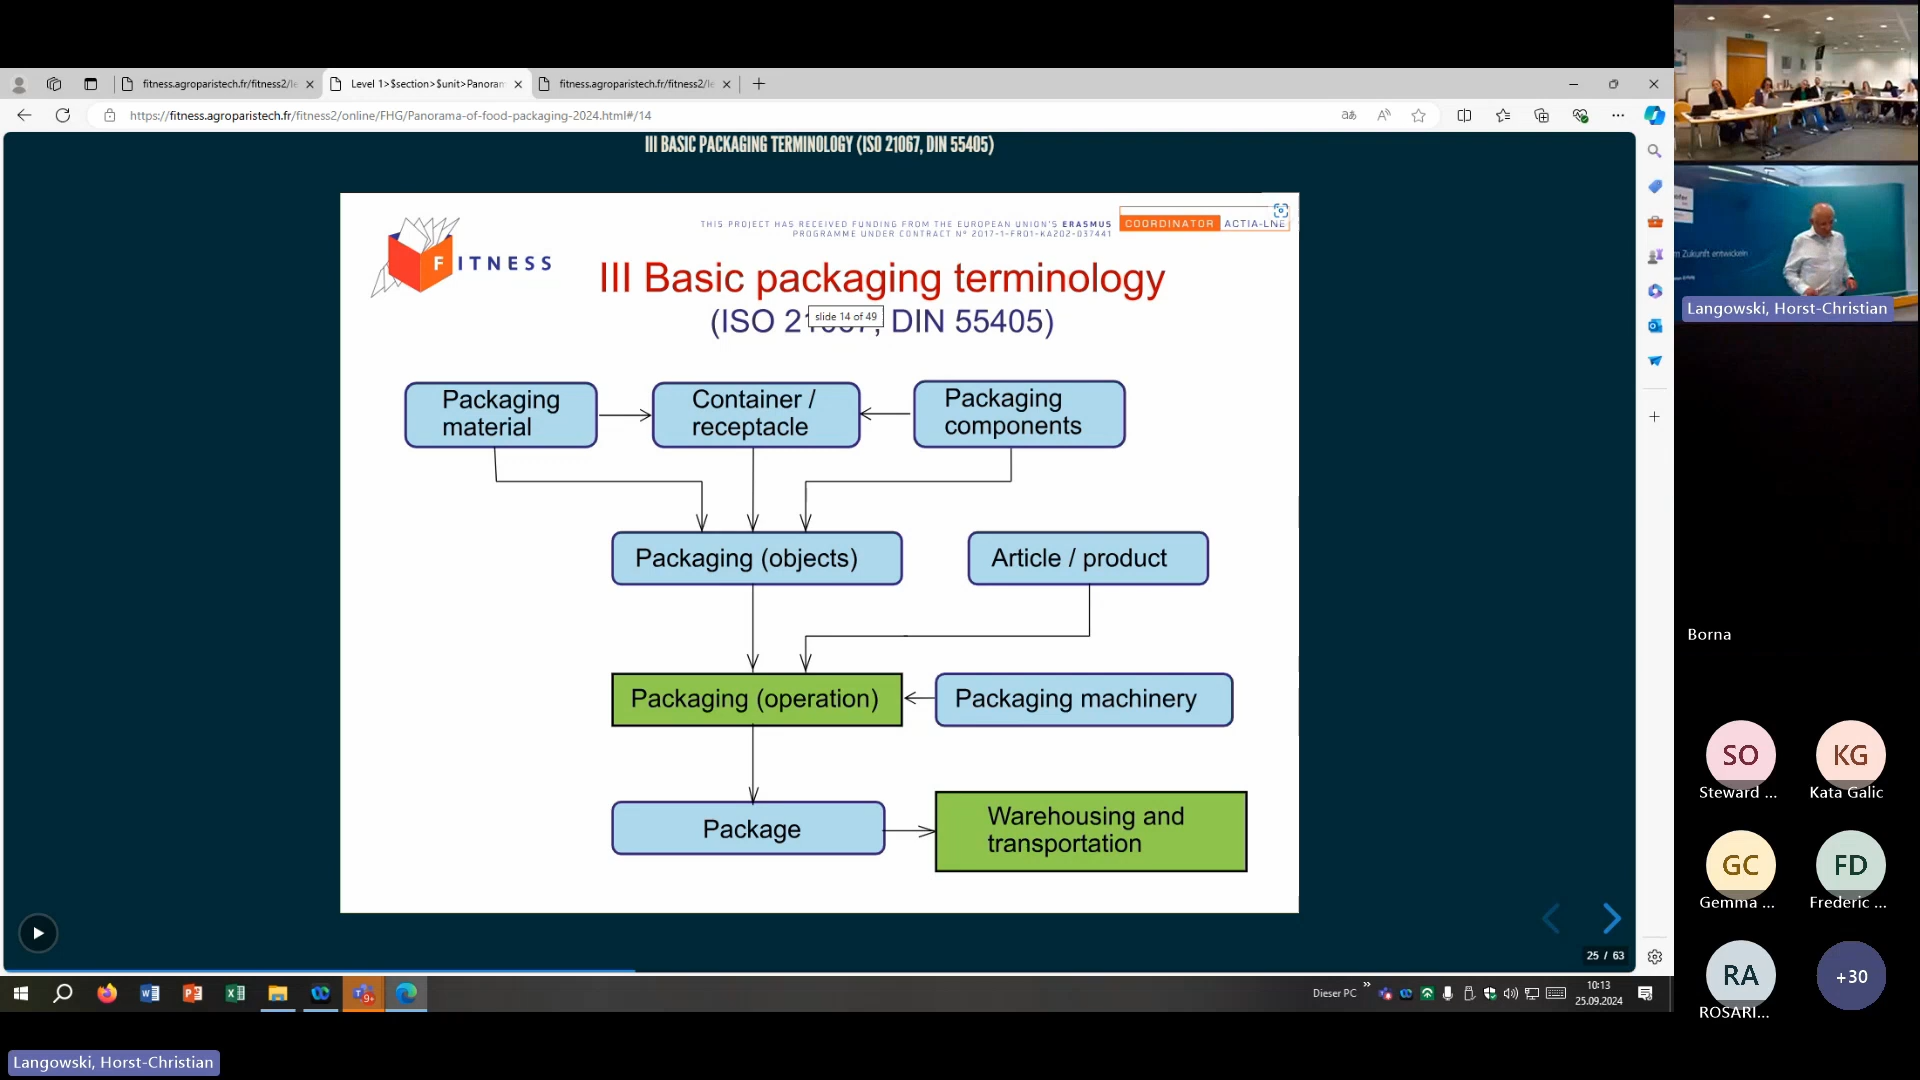 fitness.agroparistech.fr/fitness2/le
Level 1>$section>$unit>Panoran
fitness.agroparistech.fr/fitness2/le
https://fitness.agroparistech.fr/fitness2/online/FHG/Panorama-of-food-packaging-2024.html#/14
III BASIC PACKAGING TERMINOLOGY (ISO 21067, DIN 55405)
THIS PROJECT HAS RECEIVED FUNDING FROM THE EUROPEAN UNION'S ERASMUS
PROGRAMME UNDER CONTRACT Nº 2017-1-FR01-KA202-037441
COORDINATOR ACTIA-LNE
FITNESS
III Basic packaging terminology
(ISO 21067, DIN 55405)
slide 14 of 49
Packaging
material
Container /
receptacle
Packaging
components
Packaging (objects)
Article / product
Packaging (operation)
Packaging machinery
Package
Warehousing and
transportation
25 / 63
Dieser PC
10:13
25.09.2024
9+
n Zukunft entwickeln
Langowski, Horst-Christian
Borna
SO
Steward ...
KG
Kata Galic
GC
Gemma ...
FD
Frederic ...
RA
ROSARI...
+30
Langowski, Horst-Christian